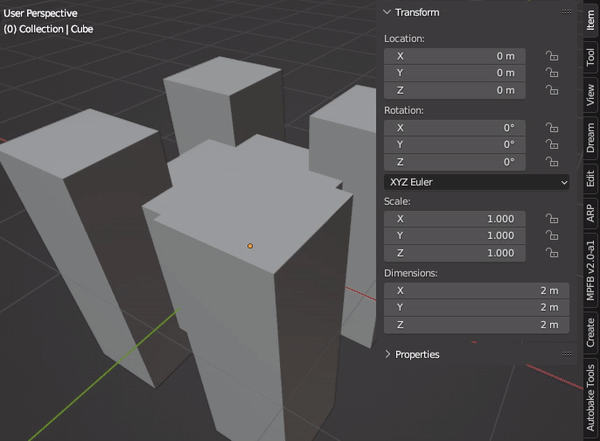 User Perspective
(0) Collection | Cube
Transform
Location:
X 0 m
Y 0 m
Z 0 m
Rotation:
X 0°
Y 0°
Z 0°
XYZ Euler
Scale:
X 1.000
Y 1.000
Z 1.000
Dimensions:
X 2 m
Y 2 m
Z 2 m
Properties
Item
Tool
View
Dream
Edit
ARP
MPFB v2.0-a1
Create
Autobake Tools